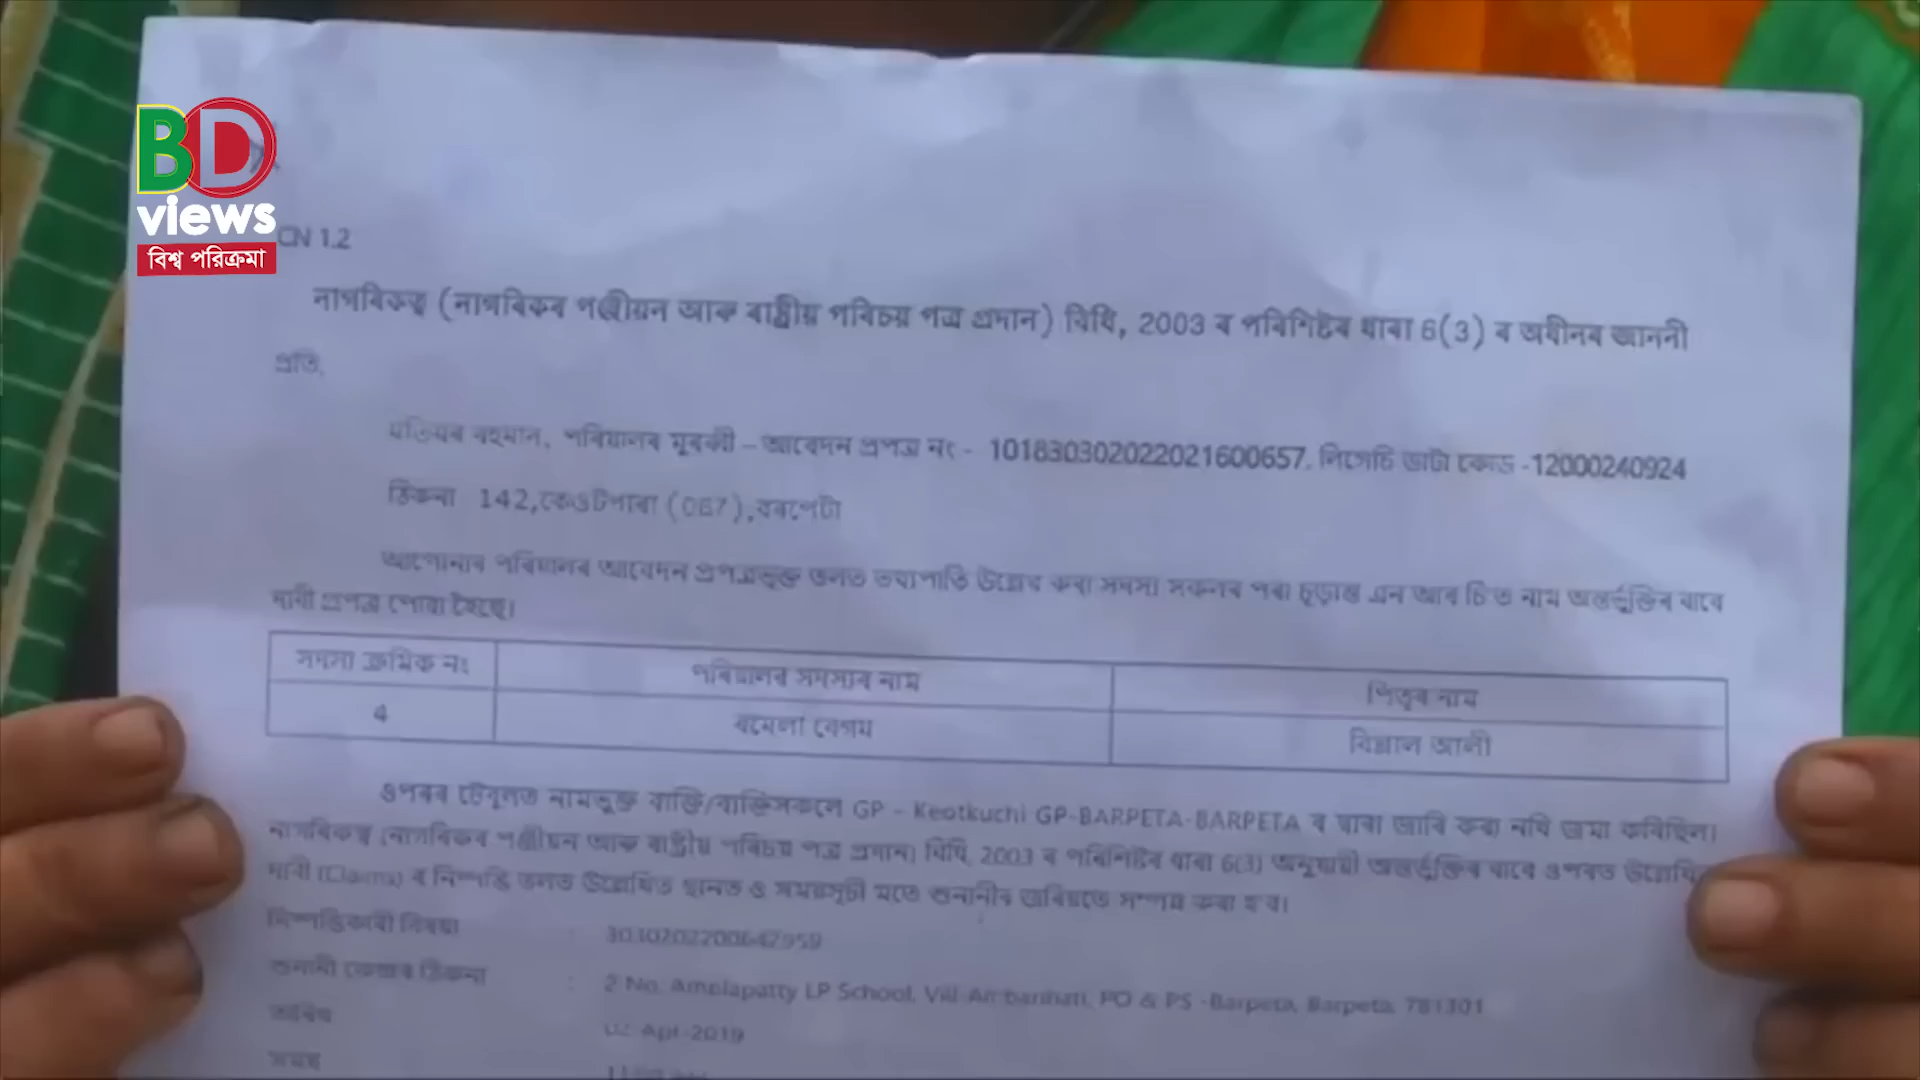 BD
views
বিশ্ব পরিক্রমা
CN 1.2
নাগৰিকত্ব (নাগৰিকৰ পঞ্জীয়ন আৰু ৰাষ্ট্ৰীয় পৰিচয় পত্ৰ প্ৰদান) বিধি, 2003 ৰ পৰিশিষ্টৰ ধাৰা 6(3) ৰ অধীনৰ জাননী
প্ৰতি,
মতিয়ৰ ৰহমান, পৰিয়ালৰ মুৰব্বী – আবেদন প্ৰপত্ৰ নং - 101830302022021600657, লিগেচি ডাটা কোড -12000240924
ঠিকনা 142,কেওটপাৰা (087),বৰপেটা
আপোনাৰ পৰিয়ালৰ আবেদন প্ৰপত্ৰভুক্ত তলত তথ্যপাতি উল্লেখ কৰা সদস্য সকলৰ পৰা চূড়ান্ত এন আৰ চি'ত নাম অন্তৰ্ভুক্তিৰ বাবে
দাবী প্ৰপত্ৰ পোৱা হৈছে।
সদস্য ক্ৰমিক নং পৰিয়ালৰ সদস্যৰ নাম পিতৃৰ নাম
4 ৰমেলা বেগম বিল্লাল আলী
ওপৰৰ টেবুলত নামভুক্ত ব্যক্তি/ব্যক্তিসকলে GP - Keotkuchi GP-BARPETA-BARPETA ৰ দ্বাৰা জাৰি কৰা নথি জমা কৰিছিল।
নাগৰিকত্ব (নাগৰিকৰ পঞ্জীয়ন আৰু ৰাষ্ট্ৰীয় পৰিচয় পত্ৰ প্ৰদান) বিধি, 2003 ৰ পৰিশিষ্টৰ ধাৰা 6(3) অনুযায়ী অন্তৰ্ভুক্তিৰ বাবে ওপৰত
দাবী (Claims) ৰ নিষ্পত্তি তলত উল্লেখিত স্থানত ও সময়সূচী মতে শুনানীৰ জৰিয়তে সম্পন্ন কৰা হ'ব।
নিষ্পত্তিকাৰী বিষয়া :
শুনানী কেন্দ্ৰৰ ঠিকনা : 2 No. Amolapatty LP School, Vill-Ambarihati, PO & PS -Barpeta, Barpeta, 781301
তাৰিখ Apr-2019
সময়